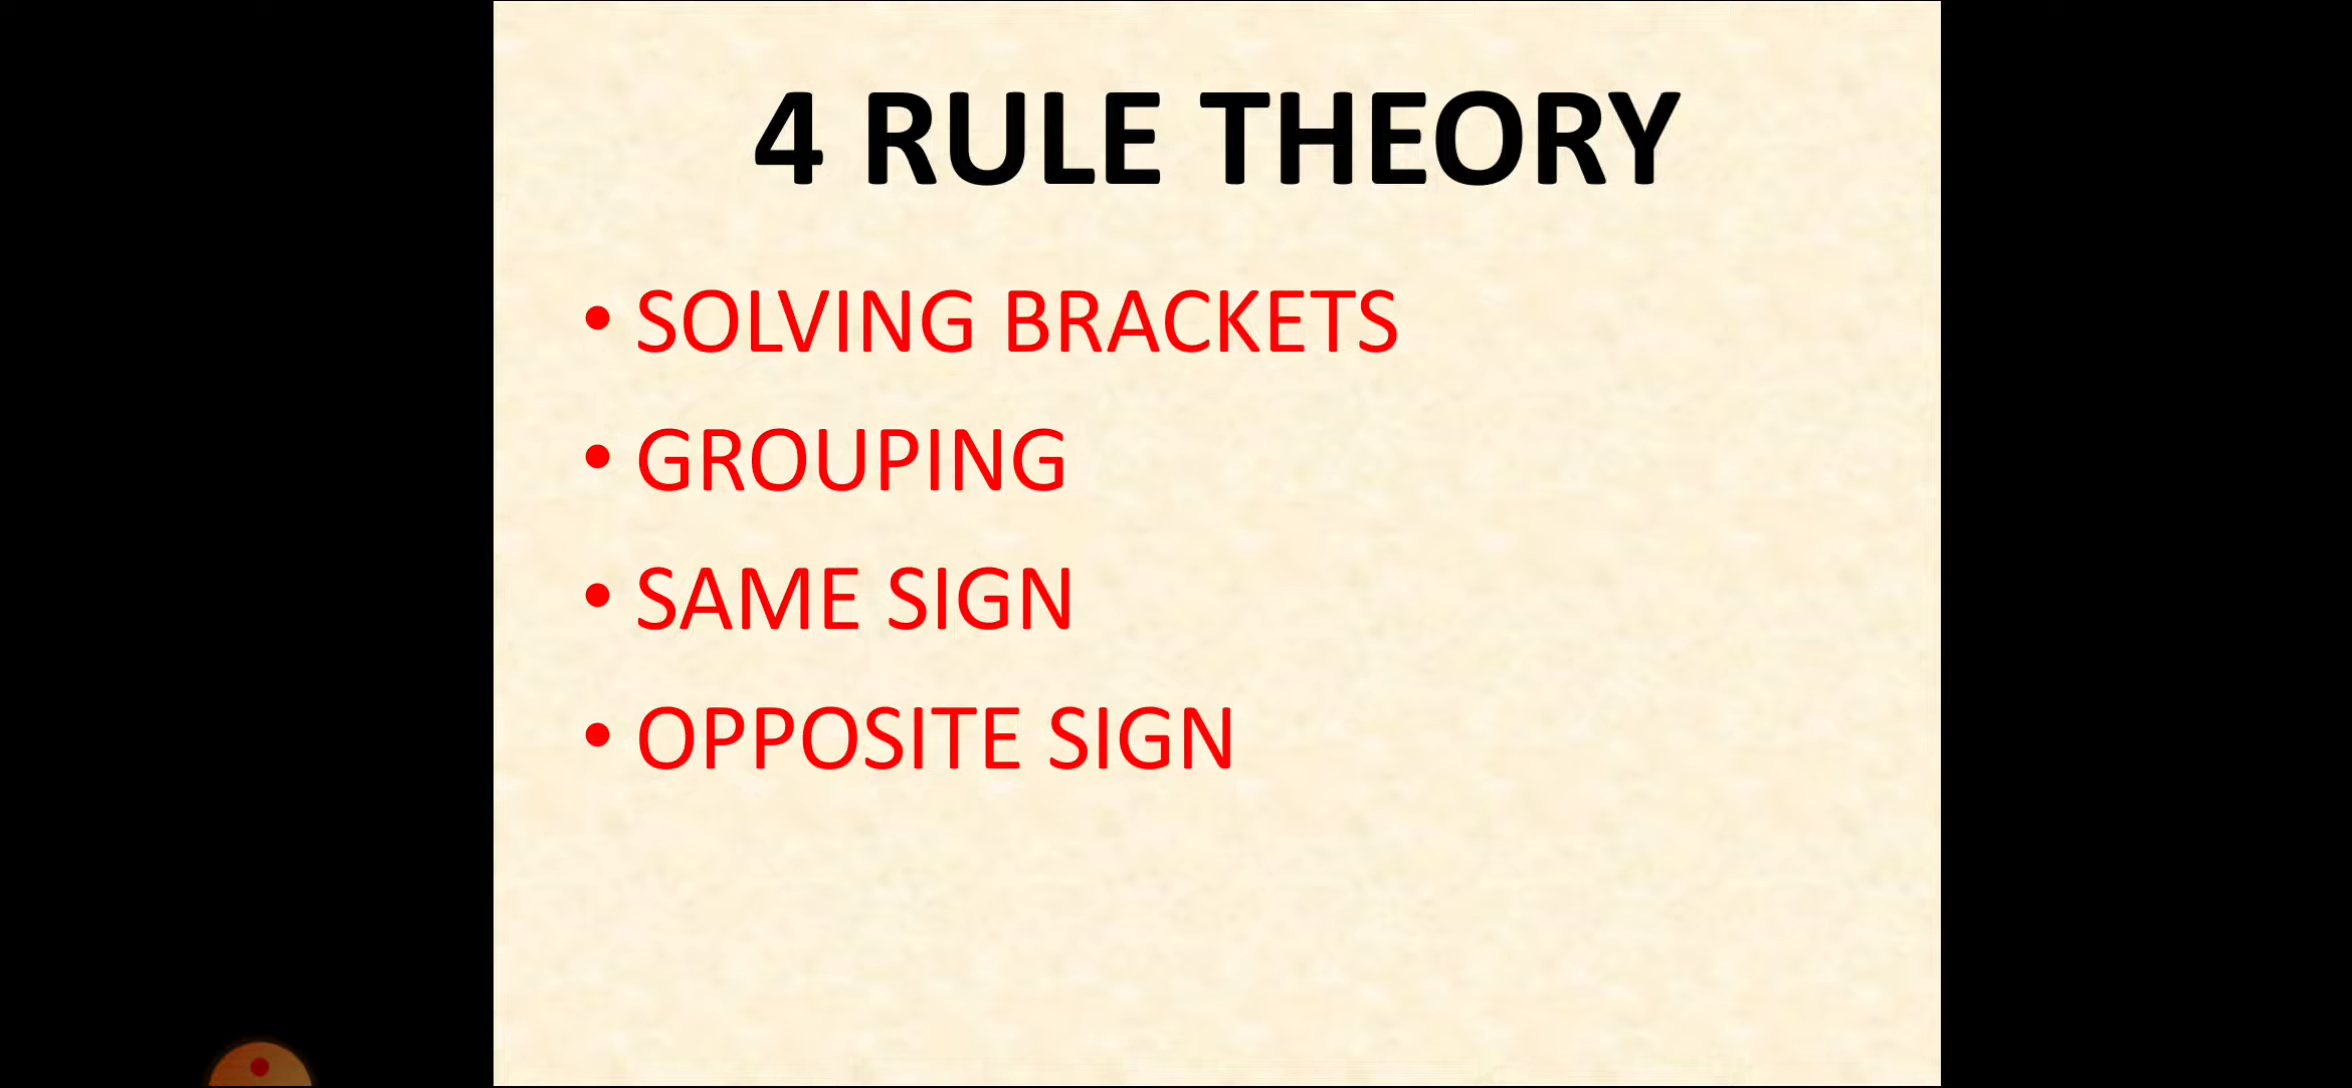 4 RULE THEORY
• SOLVING BRACKETS
• GROUPING
• SAME SIGN
• OPPOSITE SIGN